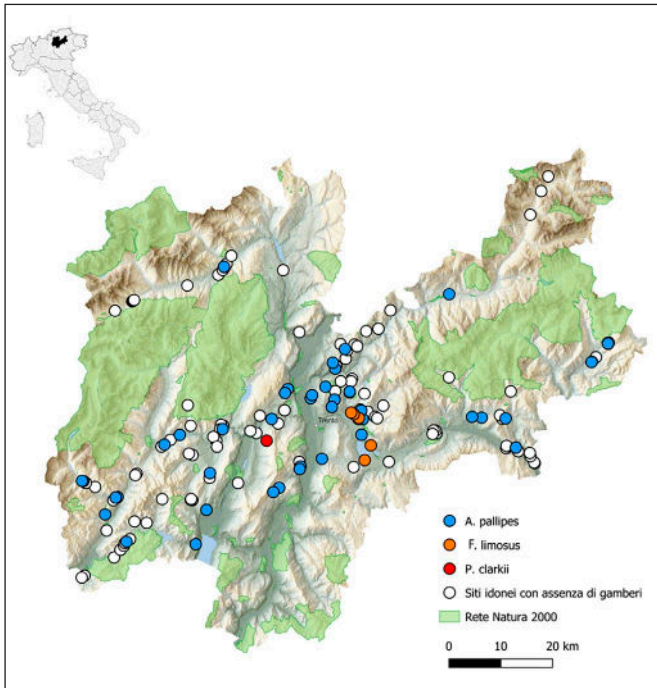 Trento
A. pallipes
F. limosus
P. clarkii
Siti idonei con assenza di gamberi
Rete Natura 2000
0 10 20 km